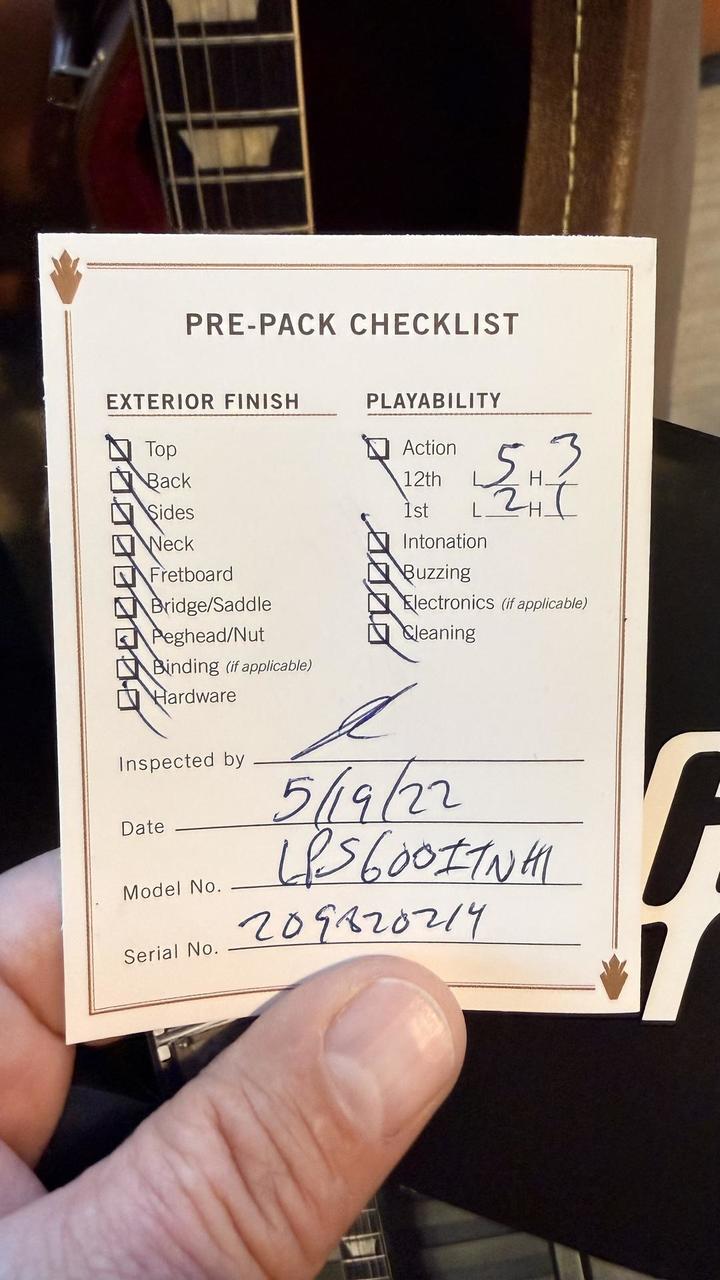 PRE-PACK CHECKLIST
EXTERIOR FINISH
Top
Back
Sides
Neck
Fretboard
Bridge/Saddle
Peghead/Nut
Binding (if applicable)
Hardware
PLAYABILITY
Action
12th L 5 H 3
1st L 2 H 1
Intonation
Buzzing
Electronics (if applicable)
Cleaning
Inspected by
Date 5/19/22
Model No. LPS600ITNH1
Serial No. 209820214